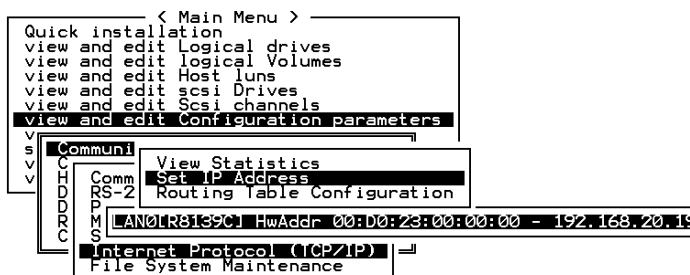 < Main Menu >
Quick installation
view and edit Logical drives
view and edit logical Volumes
view and edit Host luns
view and edit scsi Drives
view and edit Scsi channels
view and edit Configuration parameters
v
s Communi
v C View Statistics
v H Comm Set IP Address
D RS-2 Routing Table Configuration
D P
R M LAN0[R8139C] HwAddr 00:D0:23:00:00:00 - 192.168.20.19
C S
Internet Protocol (TCP/IP)
File System Maintenance